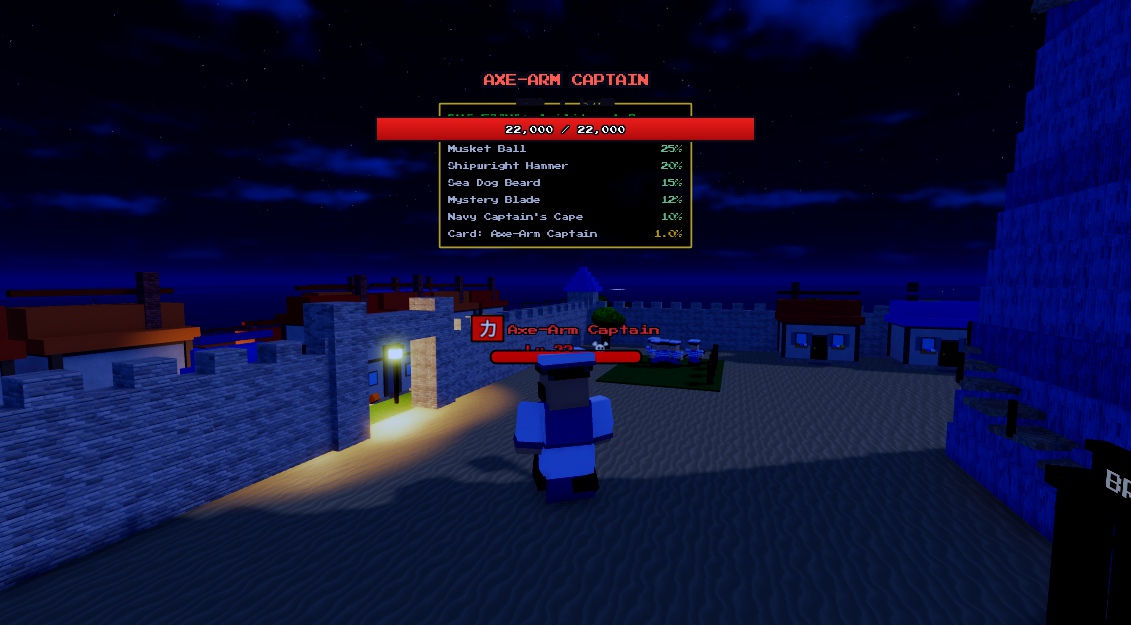 AXE-ARM CAPTAIN
22,000 / 22,000
Musket Ball 25%
Shipwright Hammer 20%
Sea Dog Beard 15%
Mystery Blade 12%
Navy Captain's Cape 10%
Card: Axe-Arm Captain 1.0%
力 Axe-Arm Captain
BR